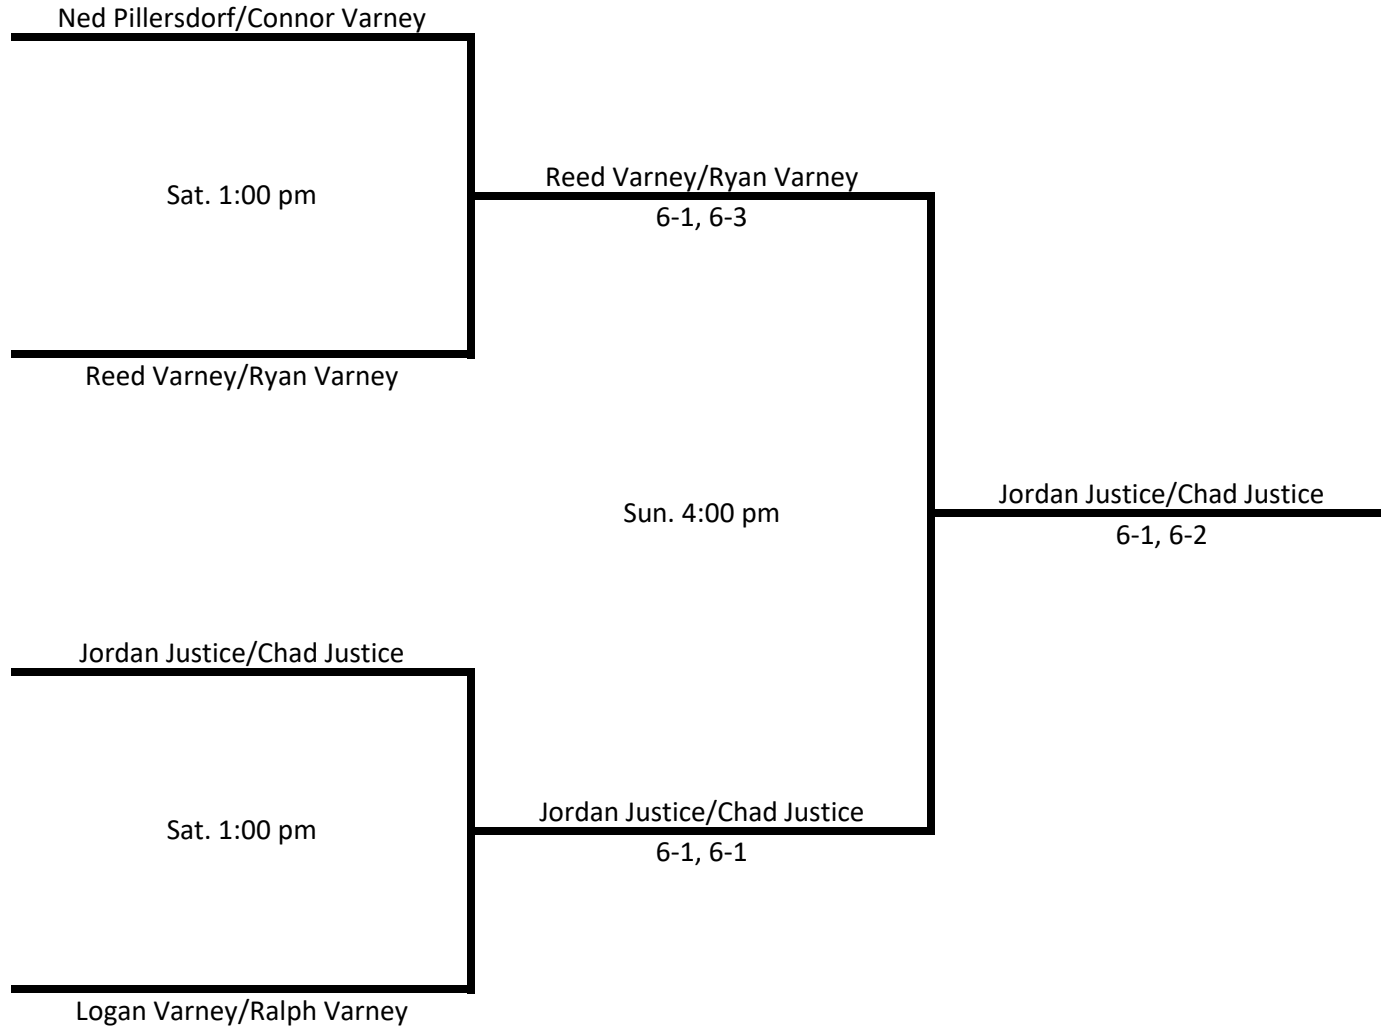 Ned Pillersdorf/Connor Varney
Sat. 1:00 pm
Reed Varney/Ryan Varney
6-1, 6-3
Reed Varney/Ryan Varney
Sun. 4:00 pm
Jordan Justice/Chad Justice
6-1, 6-2
Jordan Justice/Chad Justice
Sat. 1:00 pm
Jordan Justice/Chad Justice
6-1, 6-1
Logan Varney/Ralph Varney